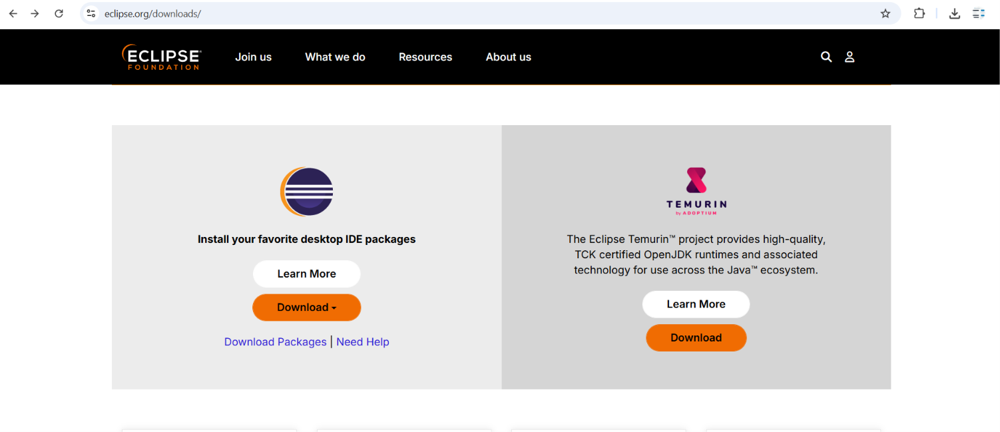 eclipse.org/downloads/
ECLIPSE
FOUNDATION
Join us
What we do
Resources
About us
Install your favorite desktop IDE packages
Learn More
Download
Download Packages | Need Help
TEMURIN
by ADOPTIUM
The Eclipse Temurin™ project provides high-quality,
TCK certified OpenJDK runtimes and associated
technology for use across the Java™ ecosystem.
Learn More
Download